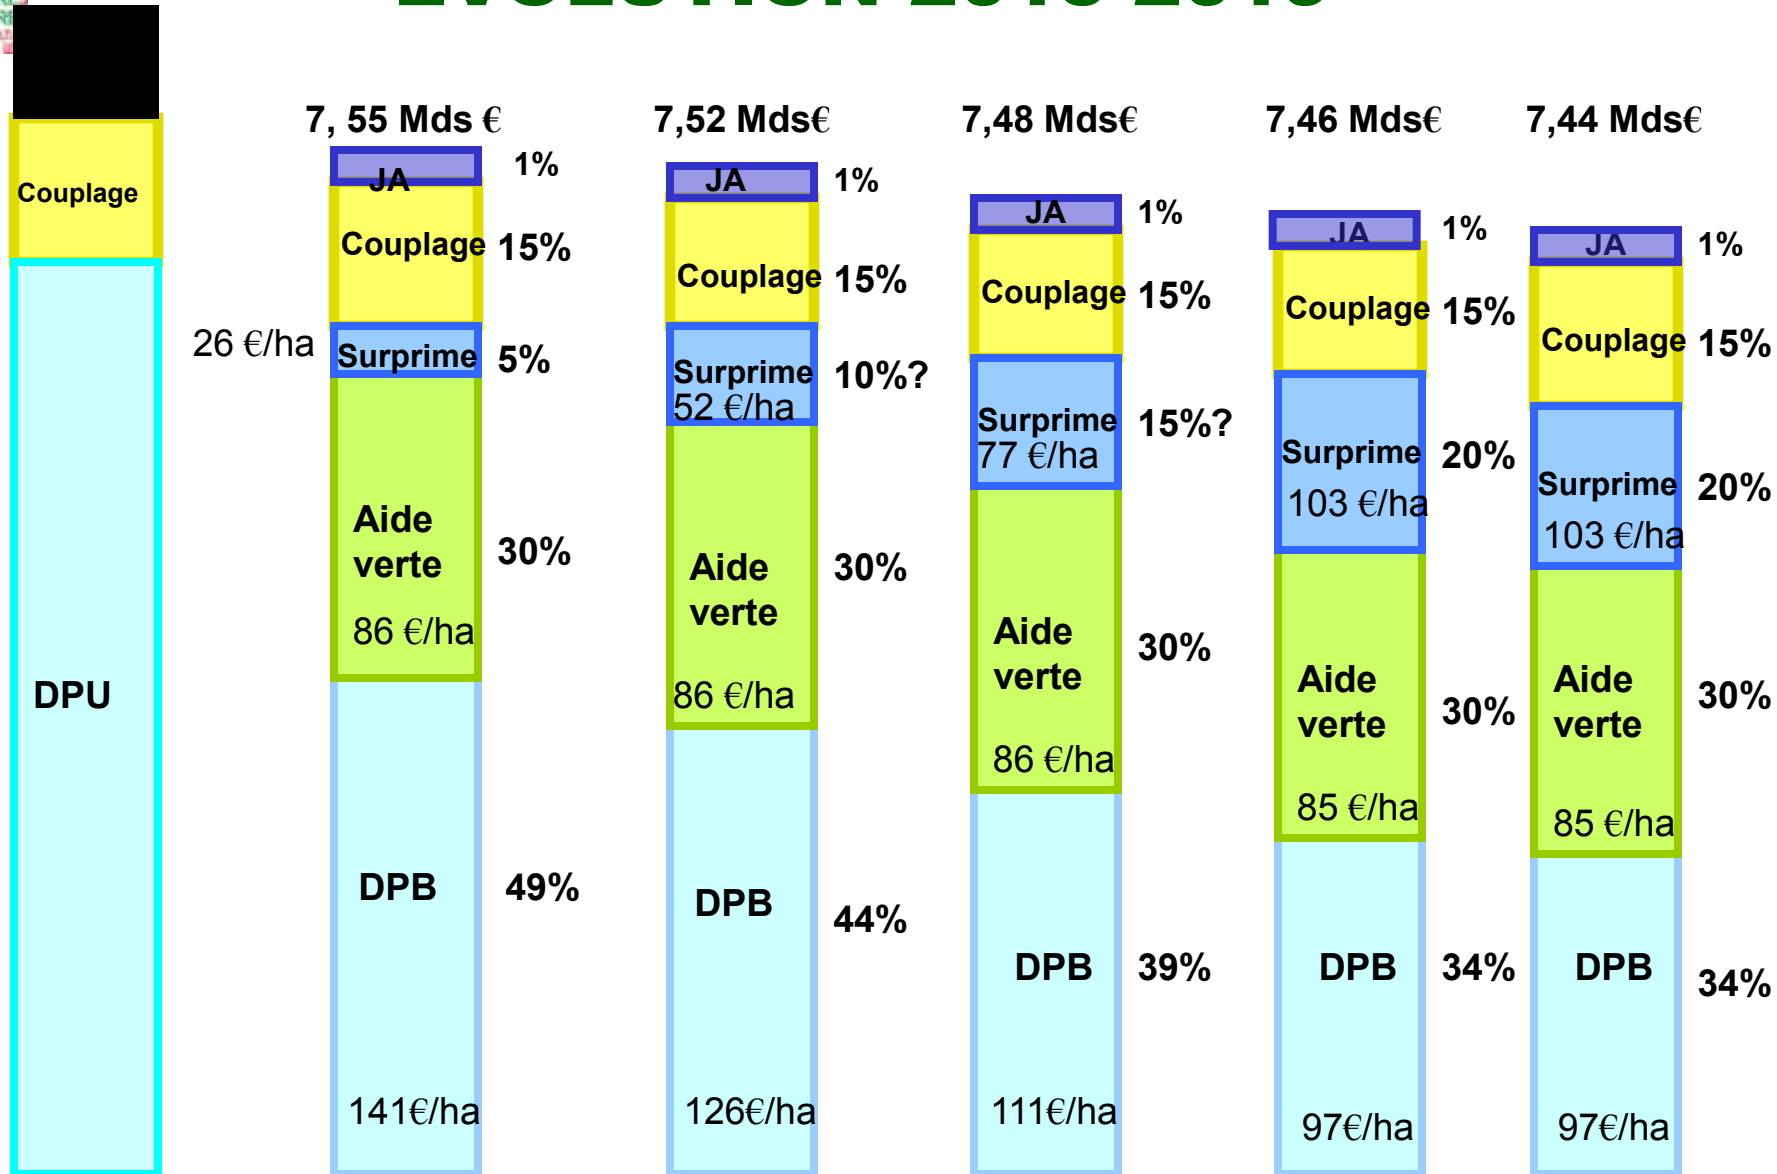 EVOLUTION
Couplage
DPU
7, 55 Mds €
JA
1%
Couplage
15%
26 €/ha
Surprime
5%
Aide
verte
30%
86 €/ha
DPB
49%
141€/ha
7,52 Mds€
JA
1%
Couplage
15%
Surprime
10%?
52 €/ha
Aide
verte
30%
86 €/ha
DPB
44%
126€/ha
7,48 Mds€
JA
1%
Couplage
15%
Surprime
15%?
77 €/ha
Aide
verte
30%
86 €/ha
DPB
39%
111€/ha
7,46 Mds€
JA
1%
Couplage
15%
Surprime
20%
103 €/ha
Aide
verte
30%
85 €/ha
DPB
34%
97€/ha
7,44 Mds€
JA
1%
Couplage
15%
Surprime
20%
103 €/ha
Aide
verte
30%
85 €/ha
DPB
34%
97€/ha